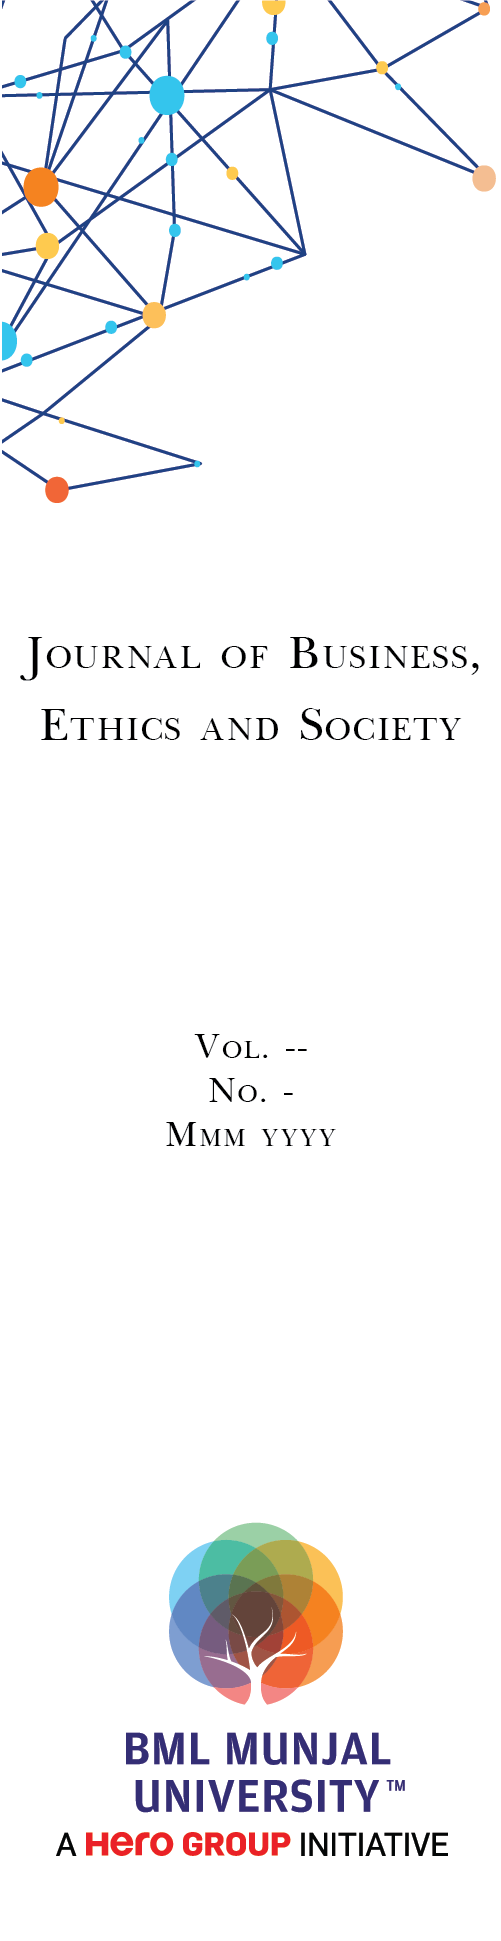 Journal of Business,
Ethics and Society
Vol. --
No. -
Mmm yyyy
BML MUNJAL
UNIVERSITY™
A Hero GROUP INITIATIVE